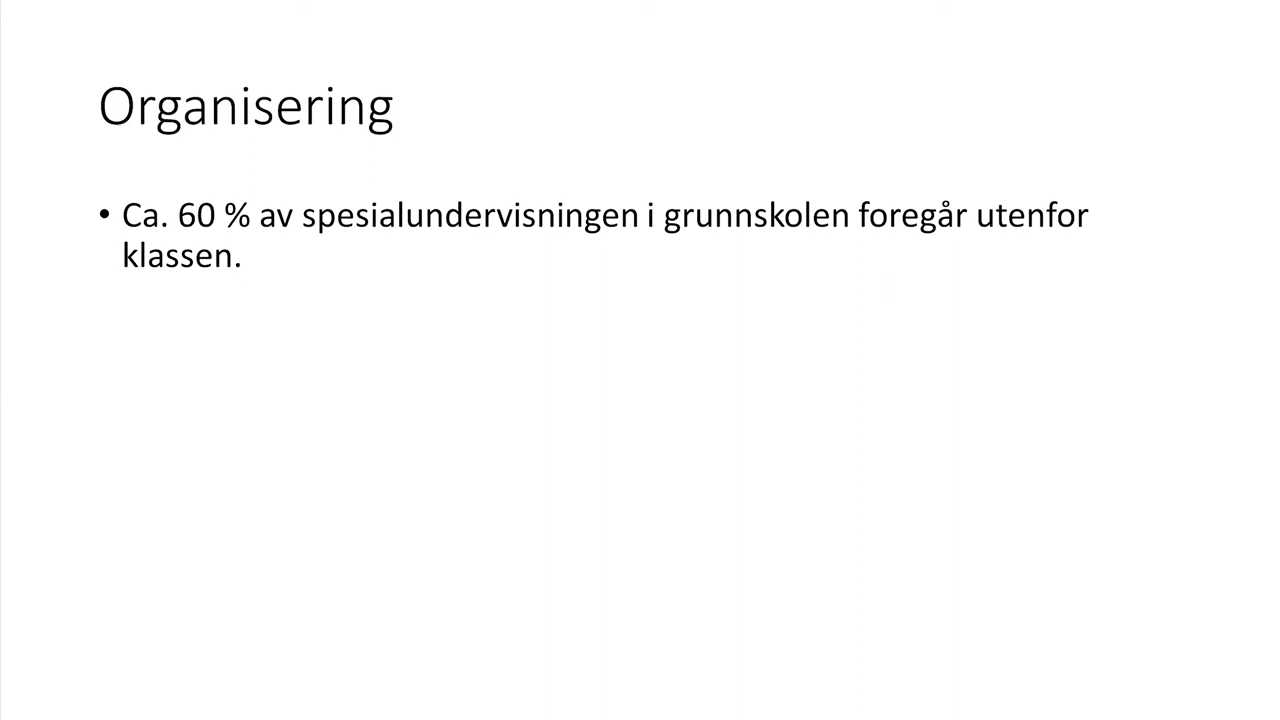 Organisering
• Ca. 60 % av spesialundervisningen i grunnskolen foregår utenfor
klassen.